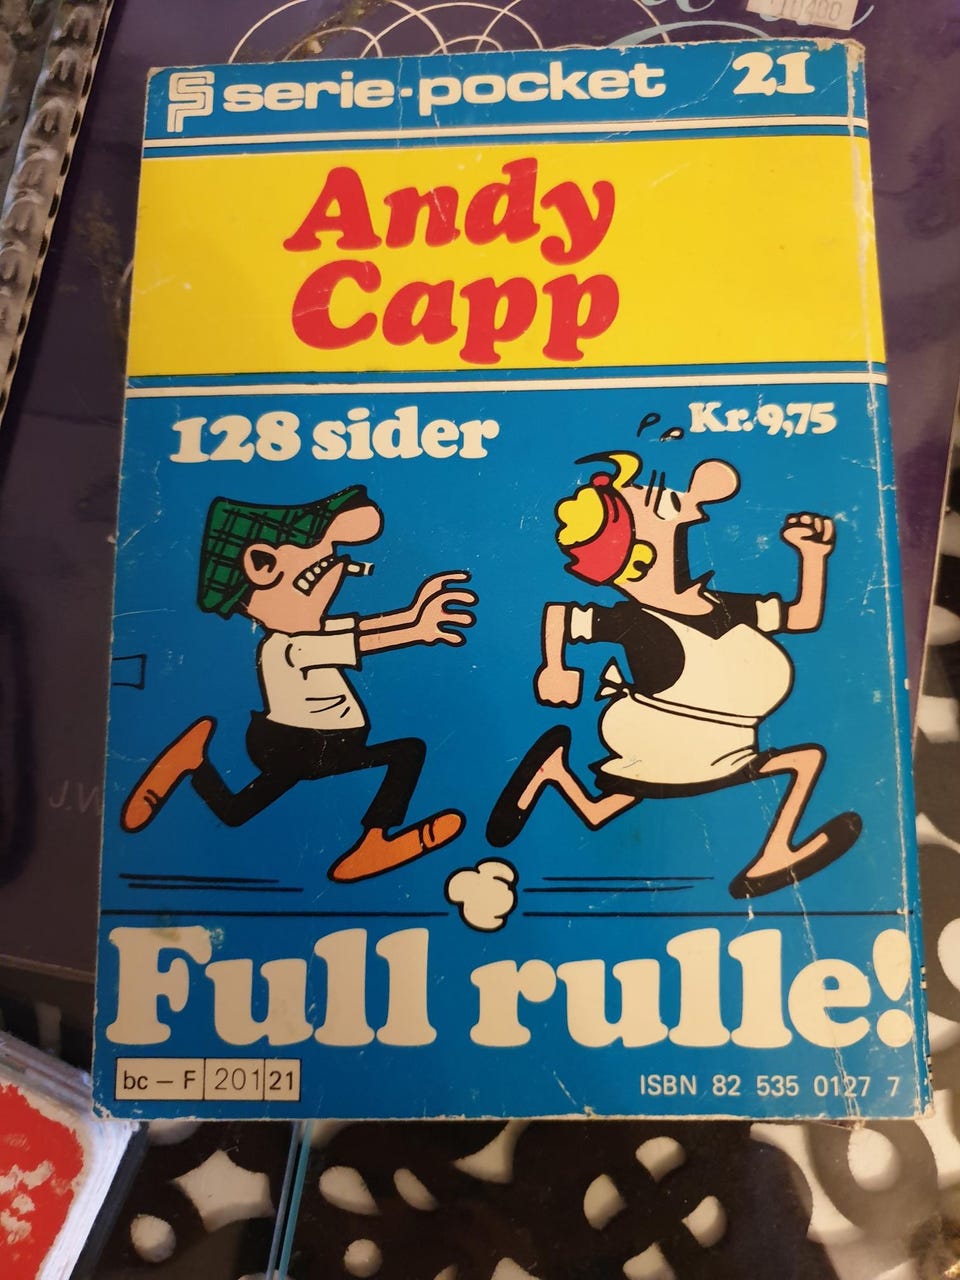 serie-pocket 21
Andy
Capp
128 sider
Kr. 9,75
Full rulle!
bc – F 201 21
ISBN 82 535 0127 7